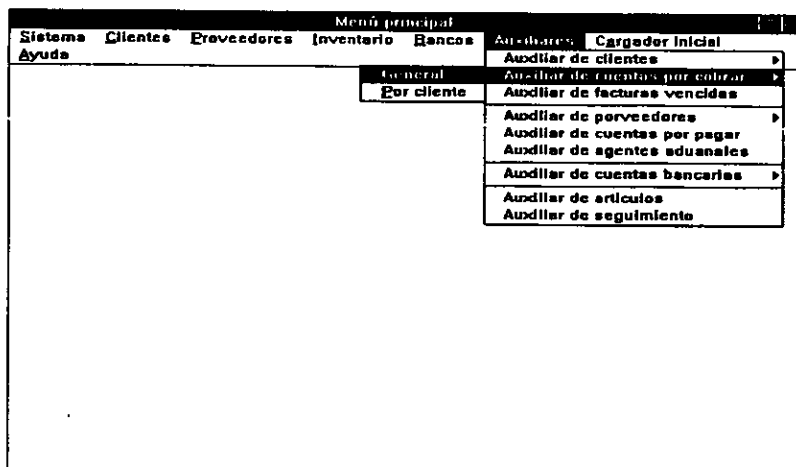 Menú principal
Sistema Clientes Proveedores Inventario Bancos Auxiliares Cargador Inicial
Ayuda
Auxiliar de clientes
General
Auxiliar de cuentas por cobrar
Por cliente
Auxiliar de facturas vencidas
Auxiliar de porveedores
Auxiliar de cuentas por pagar
Auxiliar de agentes aduanales
Auxiliar de cuentas bancarias
Auxiliar de articulos
Auxiliar de seguimiento